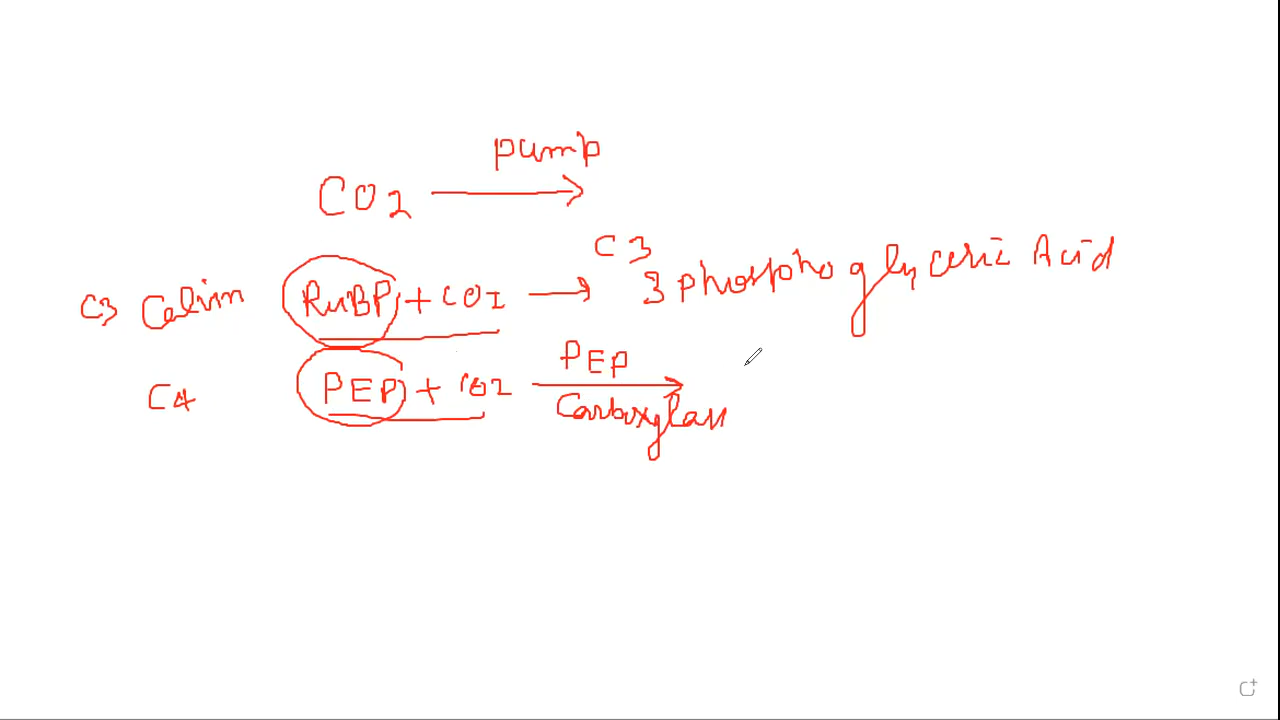 pump
CO2
C3
C3 Calvin RuBP + CO2 3 phosphoglyceric Acid
PEP
C4 PEP + CO2
Carboxylase